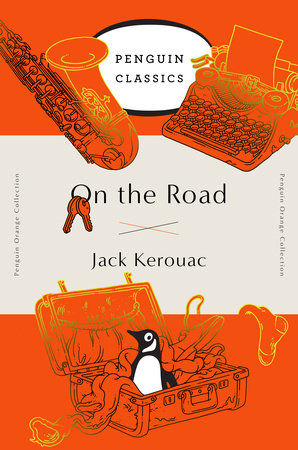 PENGUIN
CLASSICS
On the Road
Jack Kerouac
Penguin Orange Collection
Penguin Orange Collection